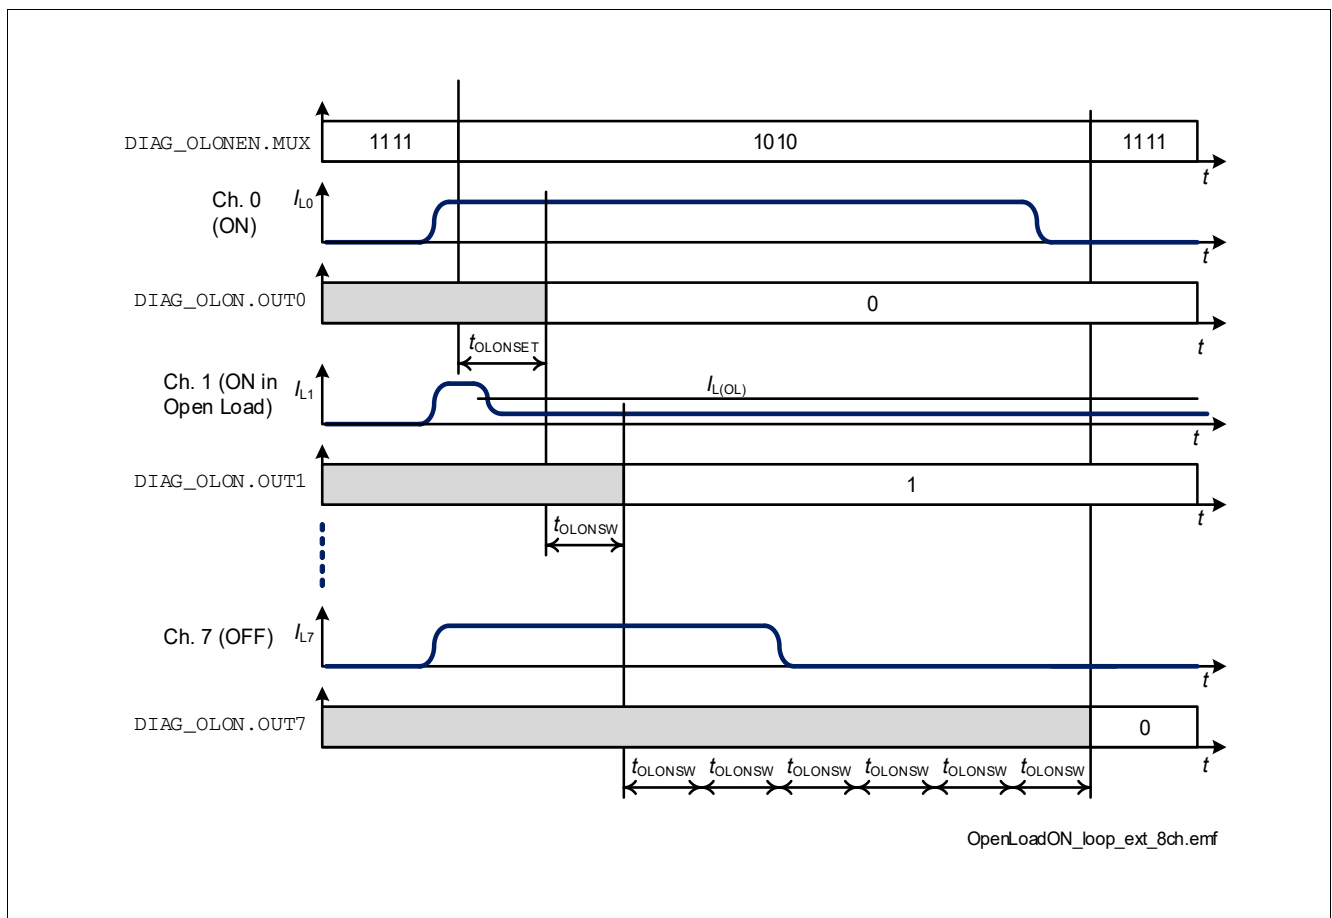 DIAG_OLONEN.MUX
1111 1010 1111
t
Ch. 0
(ON)
IL0
t
DIAG_OLON.OUT0
0
t
tOLONSET
Ch. 1 (ON in
Open Load)
IL1
IL(OL)
t
DIAG_OLON.OUT1
1
t
tOLONSW
Ch. 7 (OFF)
IL7
t
DIAG_OLON.OUT7
0
t
tOLONSW tOLONSW tOLONSW tOLONSW tOLONSW tOLONSW
OpenLoadON_loop_ext_8ch.emf